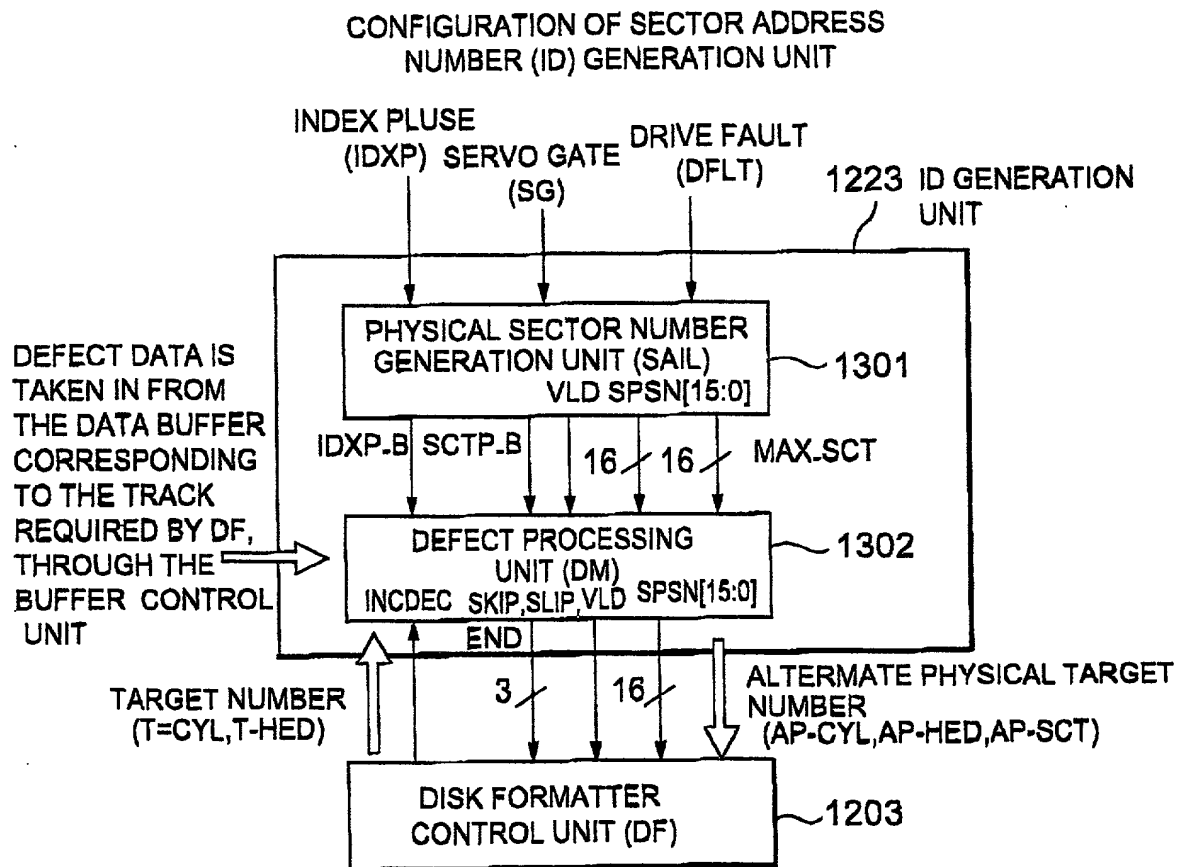 CONFIGURATION OF SECTOR ADDRESS
NUMBER (ID) GENERATION UNIT
INDEX PLUSE
(IDXP)
SERVO GATE
(SG)
DRIVE FAULT
(DFLT)
1223 ID GENERATION
UNIT
PHYSICAL SECTOR NUMBER
GENERATION UNIT (SAIL)
VLD SPSN[15:0]
1301
DEFECT DATA IS
TAKEN IN FROM
THE DATA BUFFER
CORRESPONDING
TO THE TRACK
REQUIRED BY DF,
THROUGH THE
BUFFER CONTROL
UNIT
IDXP-B SCTP-B
16 16 MAX-SCT
DEFECT PROCESSING
UNIT (DM)
INCDEC SKIP,SLIP,VLD SPSN[15:0]
END
1302
TARGET NUMBER
(T=CYL,T-HED)
3 16
ALTERMATE PHYSICAL TARGET
NUMBER
(AP-CYL,AP-HED,AP-SCT)
DISK FORMATTER
CONTROL UNIT (DF)
1203